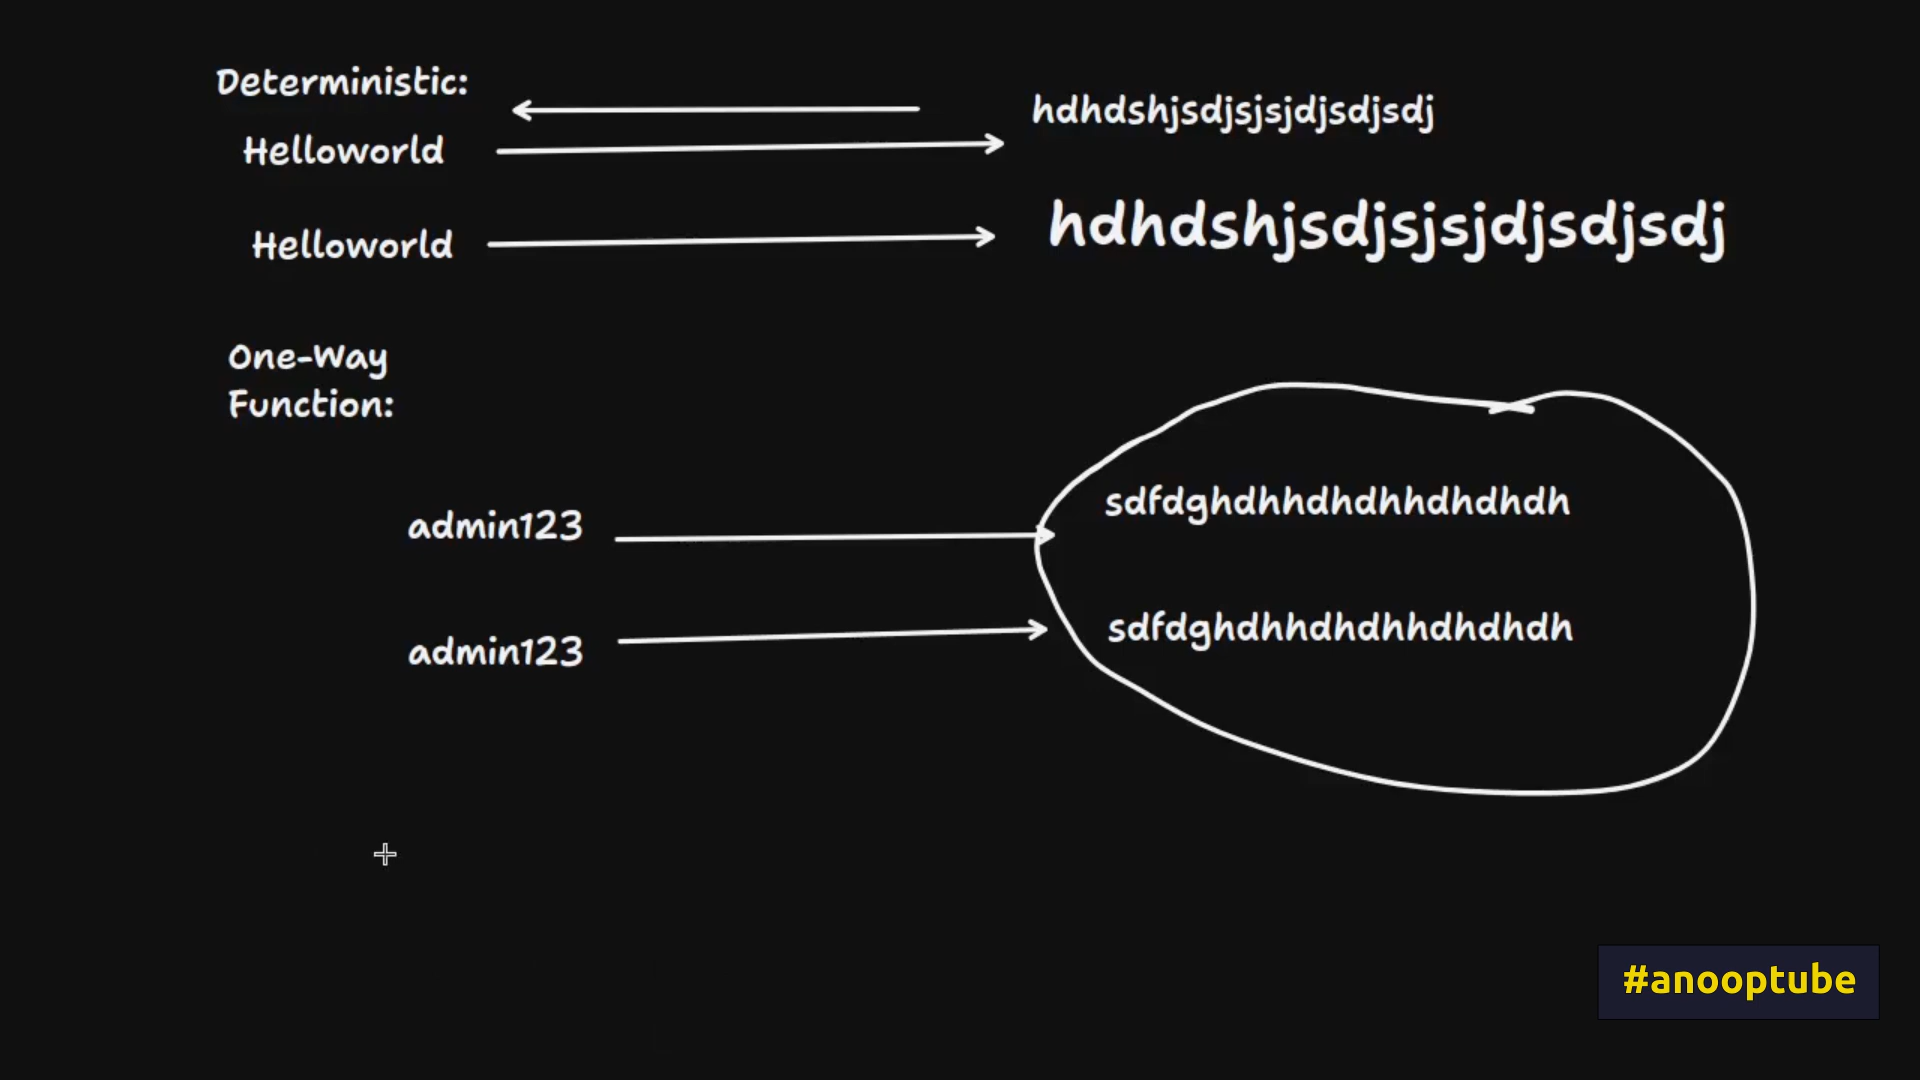 Deterministic:
hdhdshjsdjsjsjdjsdjsdj
Helloworld
Helloworld
hdhdshjsdjsjsjdjsdjsdj
One-Way
Function:
admin123
sdfdghdhhdhdhhdhdhdh
admin123
sdfdghdhhdhdhhdhdhdh
#anooptube